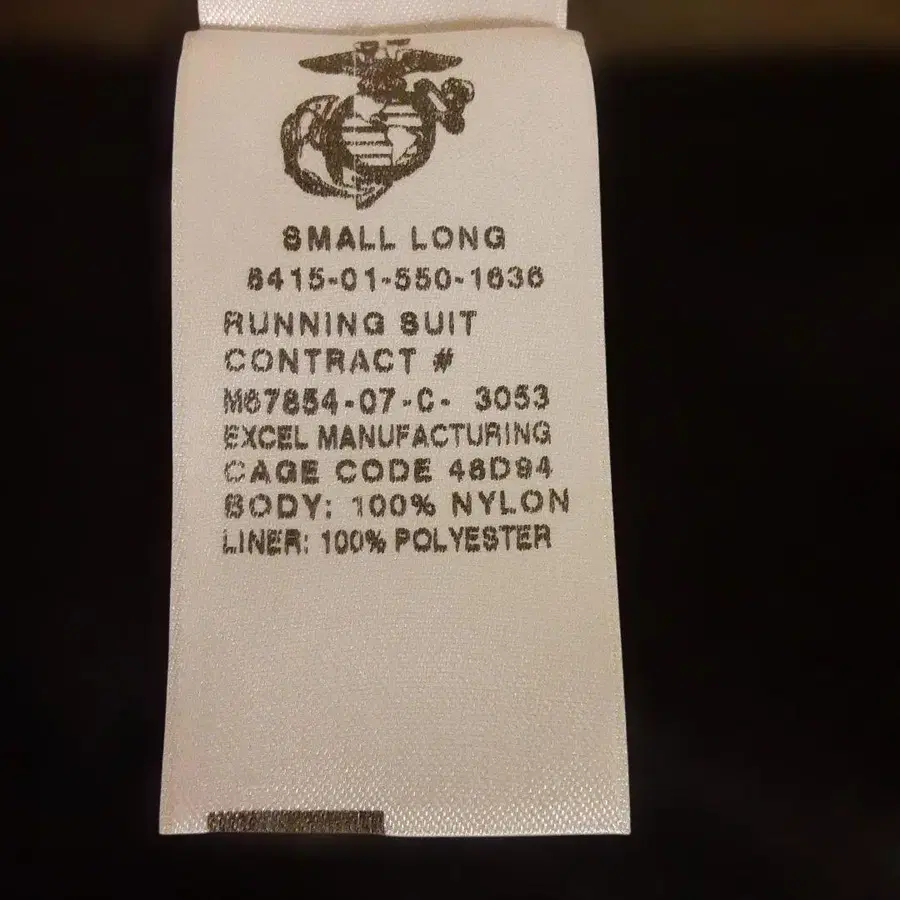 SMALL LONG
8415-01-550-1636
RUNNING SUIT
CONTRACT #
M67854-07-C- 3053
EXCEL MANUFACTURING
CAGE CODE 48D94
BODY: 100% NYLON
LINER: 100% POLYESTER